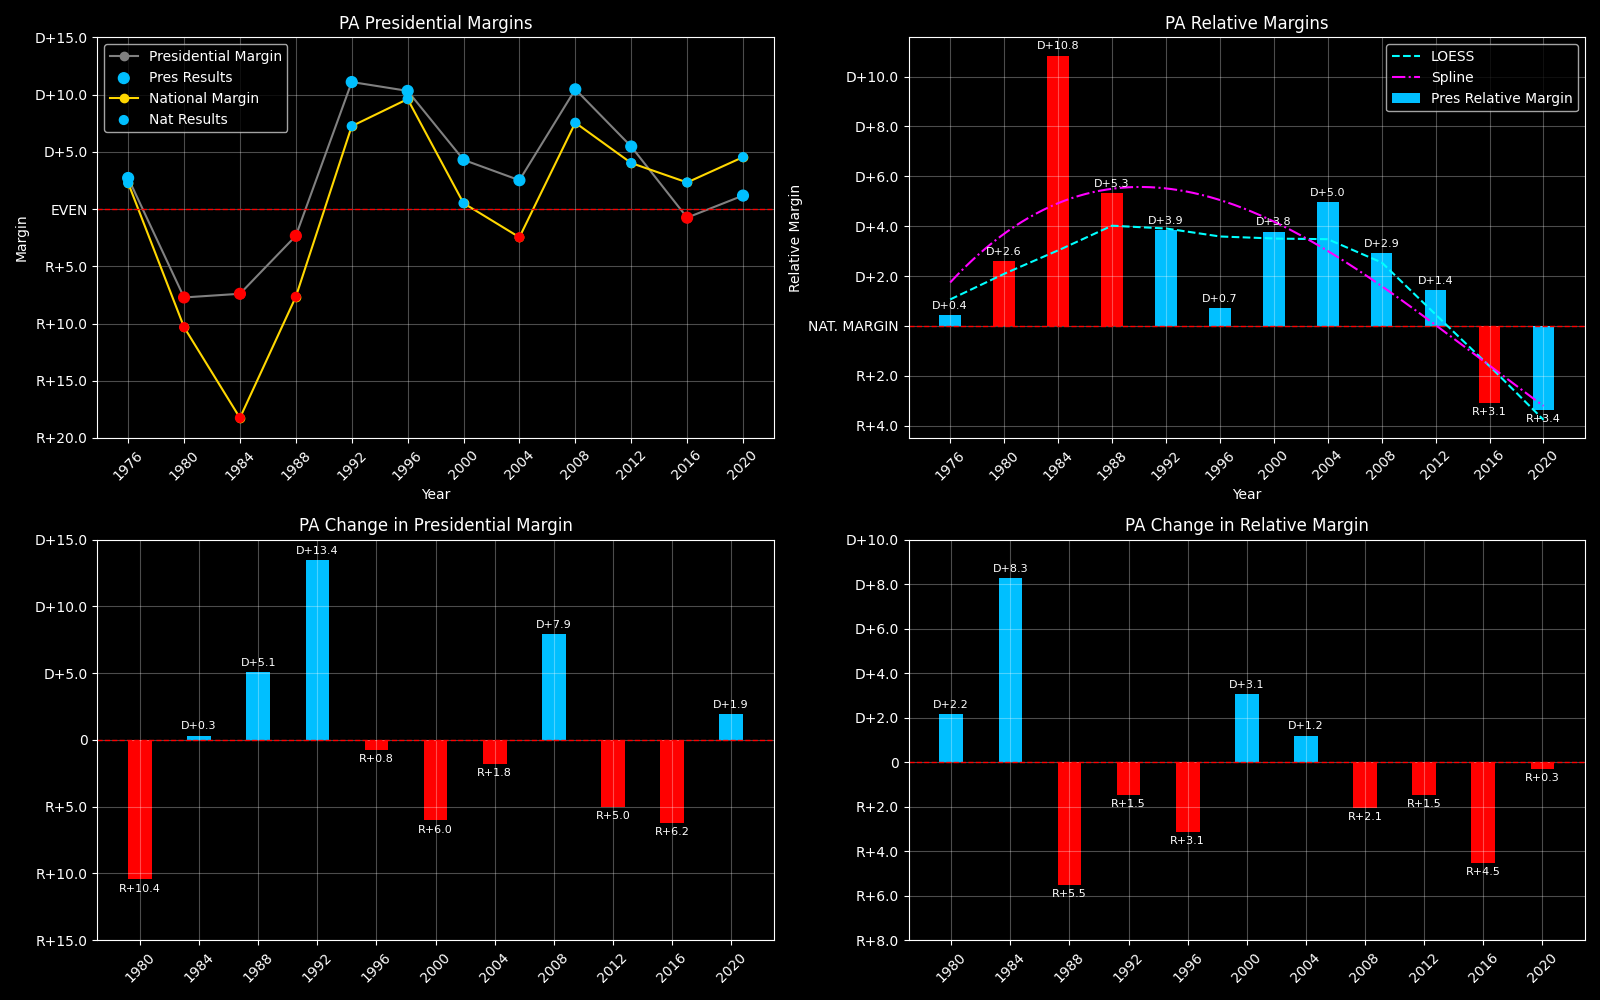 PA Presidential Margins
D+15.0
D+10.0
D+5.0
EVEN
R+5.0
R+10.0
R+15.0
R+20.0
Margin
Presidential Margin
Pres Results
National Margin
Nat Results
1976 1980 1984 1988 1992 1996 2000 2004 2008 2012 2016 2020
Year
PA Relative Margins
D+10.0
D+8.0
D+6.0
D+4.0
D+2.0
NAT. MARGIN
R+2.0
R+4.0
Relative Margin
LOESS
Spline
Pres Relative Margin
D+0.4
D+2.6
D+10.8
D+5.3
D+3.9
D+0.7
D+3.8
D+5.0
D+2.9
D+1.4
R+3.1
R+3.4
1976 1980 1984 1988 1992 1996 2000 2004 2008 2012 2016 2020
Year
PA Change in Presidential Margin
D+15.0
D+10.0
D+5.0
0
R+5.0
R+10.0
R+15.0
R+10.4
D+0.3
D+5.1
D+13.4
R+0.8
R+6.0
R+1.8
D+7.9
R+5.0
R+6.2
D+1.9
1980 1984 1988 1992 1996 2000 2004 2008 2012 2016 2020
PA Change in Relative Margin
D+10.0
D+8.0
D+6.0
D+4.0
D+2.0
0
R+2.0
R+4.0
R+6.0
R+8.0
D+2.2
D+8.3
R+5.5
R+1.5
R+3.1
D+3.1
D+1.2
R+2.1
R+1.5
R+4.5
R+0.3
1980 1984 1988 1992 1996 2000 2004 2008 2012 2016 2020